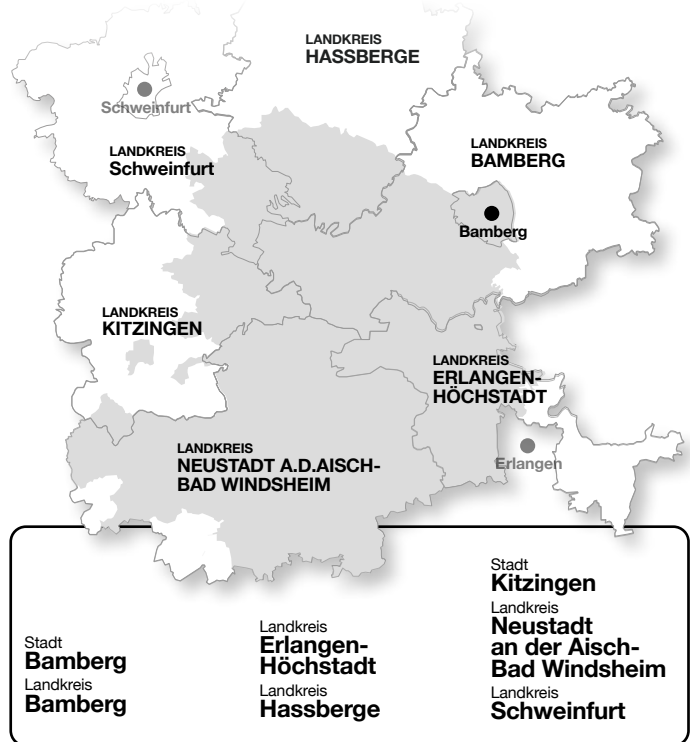 LANDKREIS
HASSBERGE
Schweinfurt
LANDKREIS
Schweinfurt
LANDKREIS
BAMBERG
Bamberg
LANDKREIS
KITZINGEN
LANDKREIS
ERLANGEN-
HÖCHSTADT
LANDKREIS
NEUSTADT A.D.AISCH-
BAD WINDSHEIM
Erlangen
Stadt
Bamberg
Landkreis
Bamberg
Landkreis
Erlangen-
Höchstadt
Landkreis
Hassberge
Stadt
Kitzingen
Landkreis
Neustadt
an der Aisch-
Bad Windsheim
Landkreis
Schweinfurt